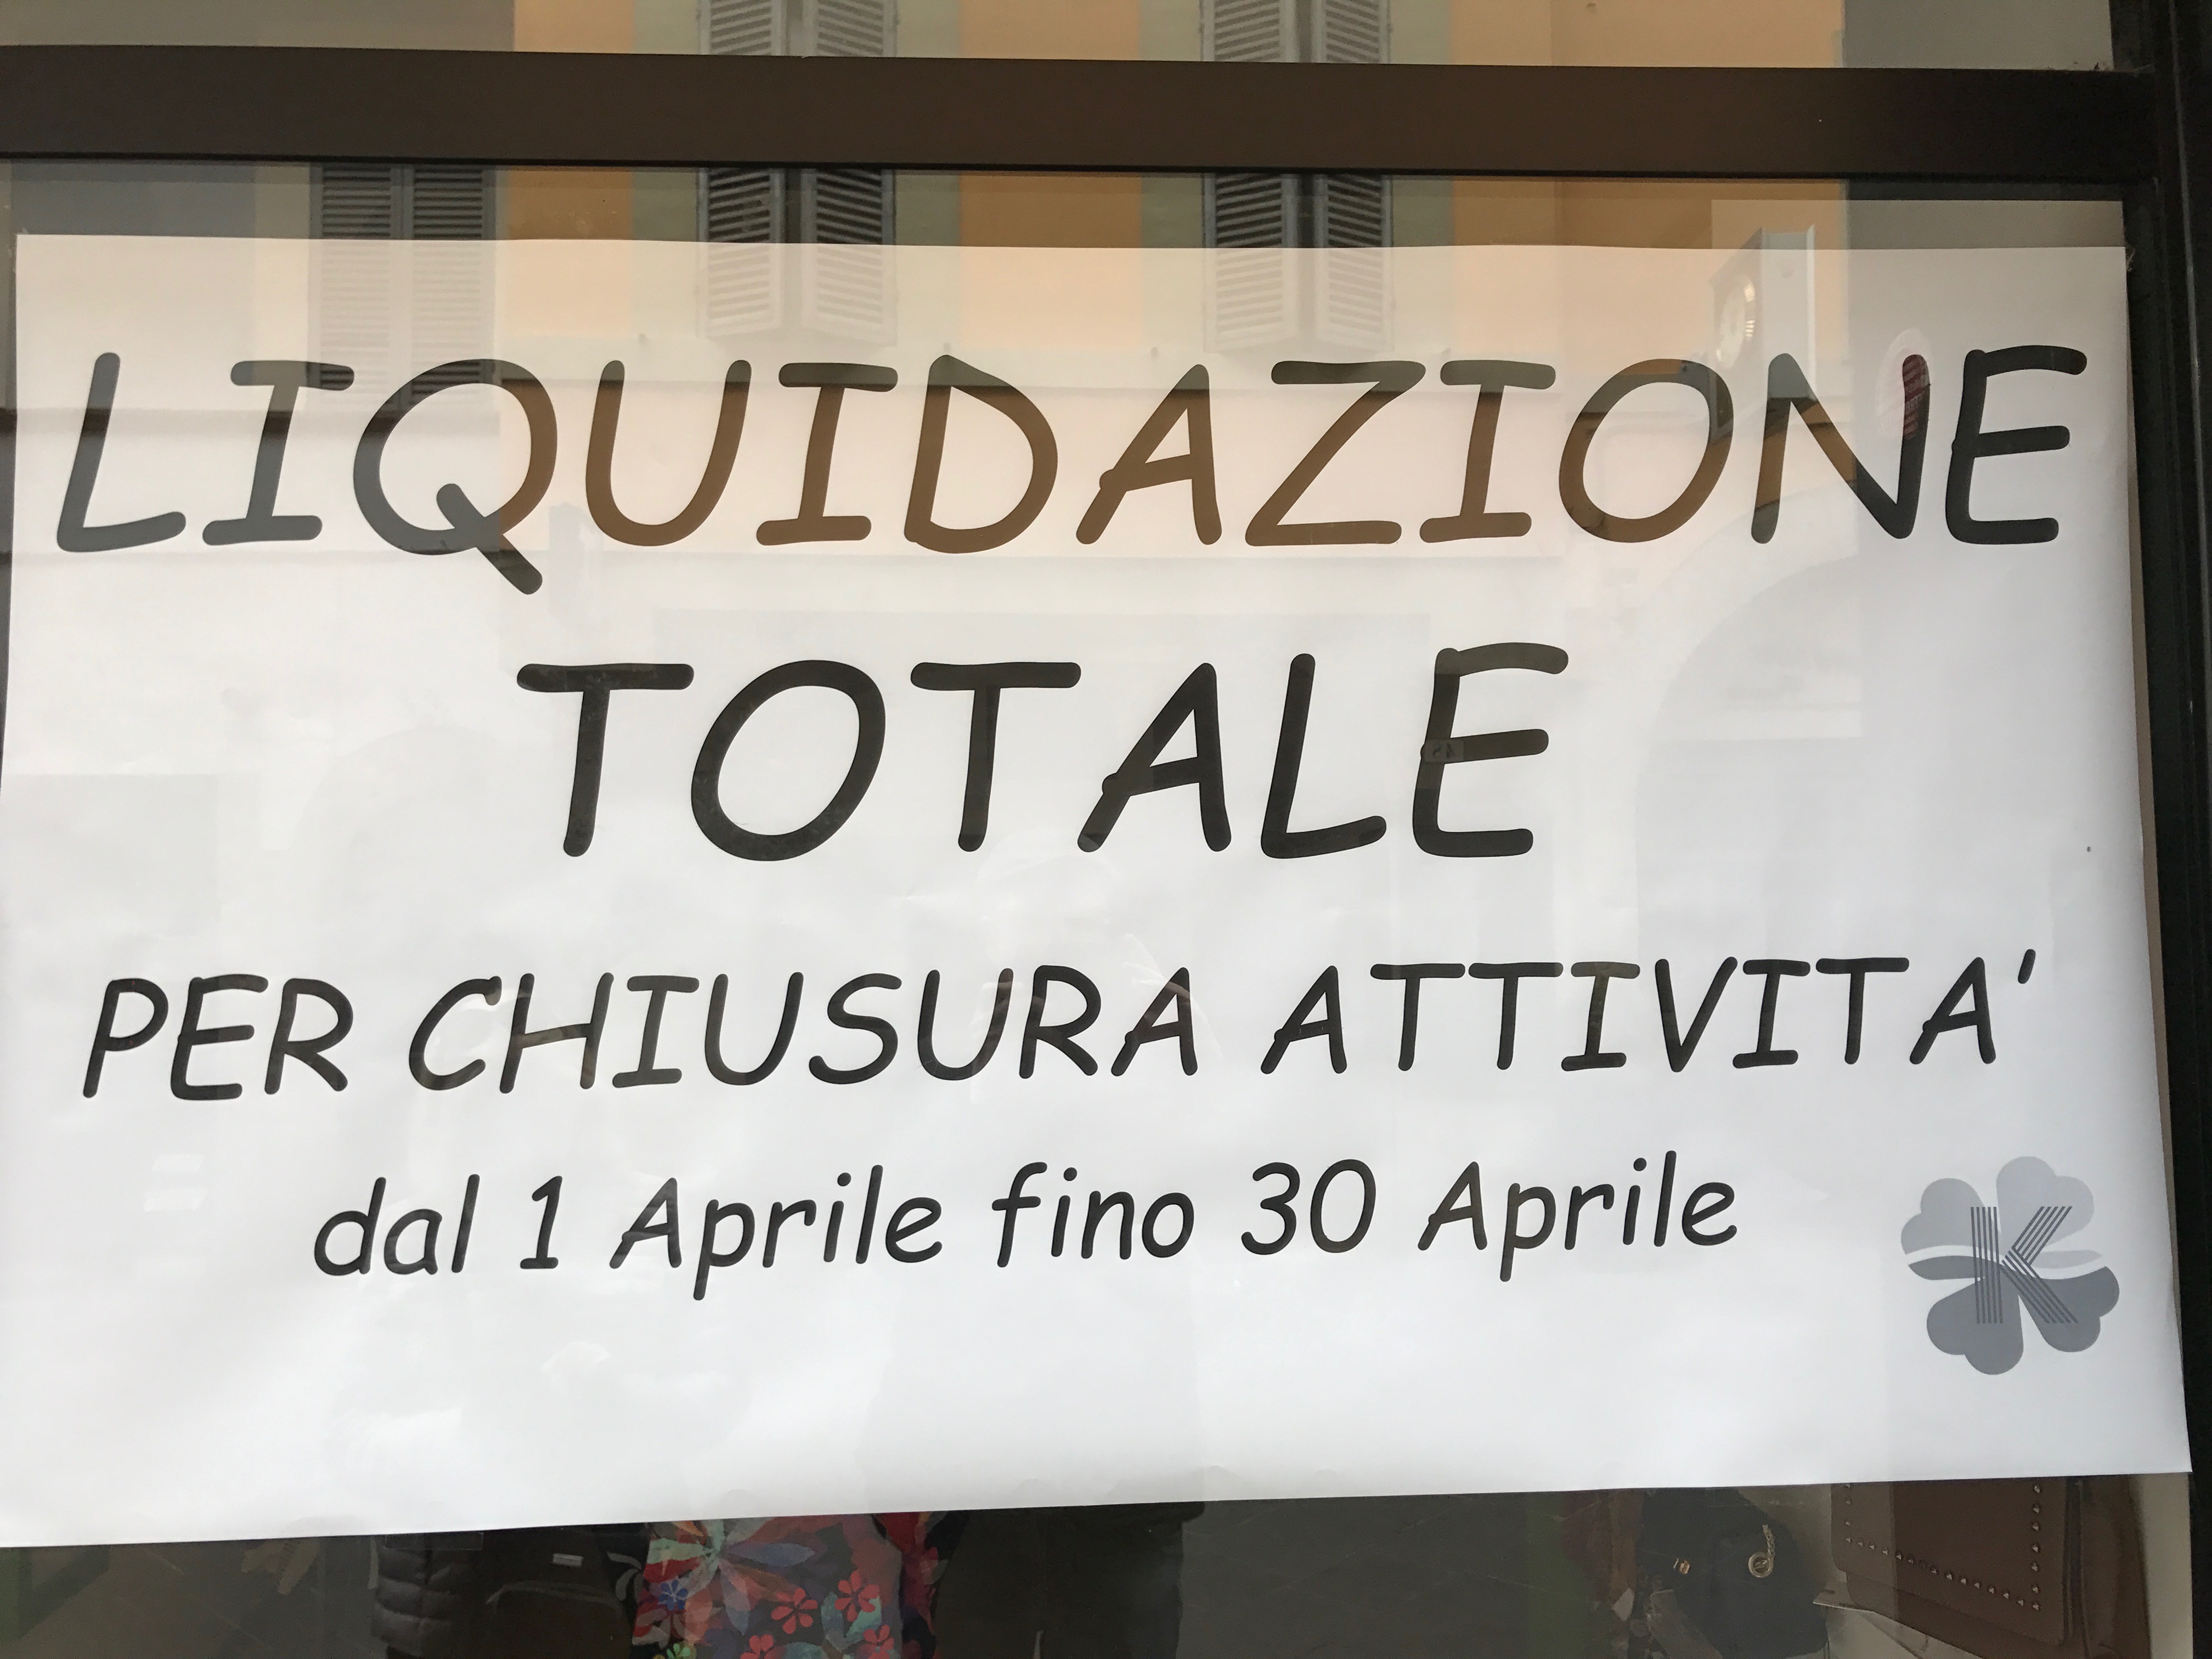 LIQUIDAZIONE
TOTALE
PER CHIUSURA ATTIVITA'
dal 1 Aprile fino 30 Aprile
K